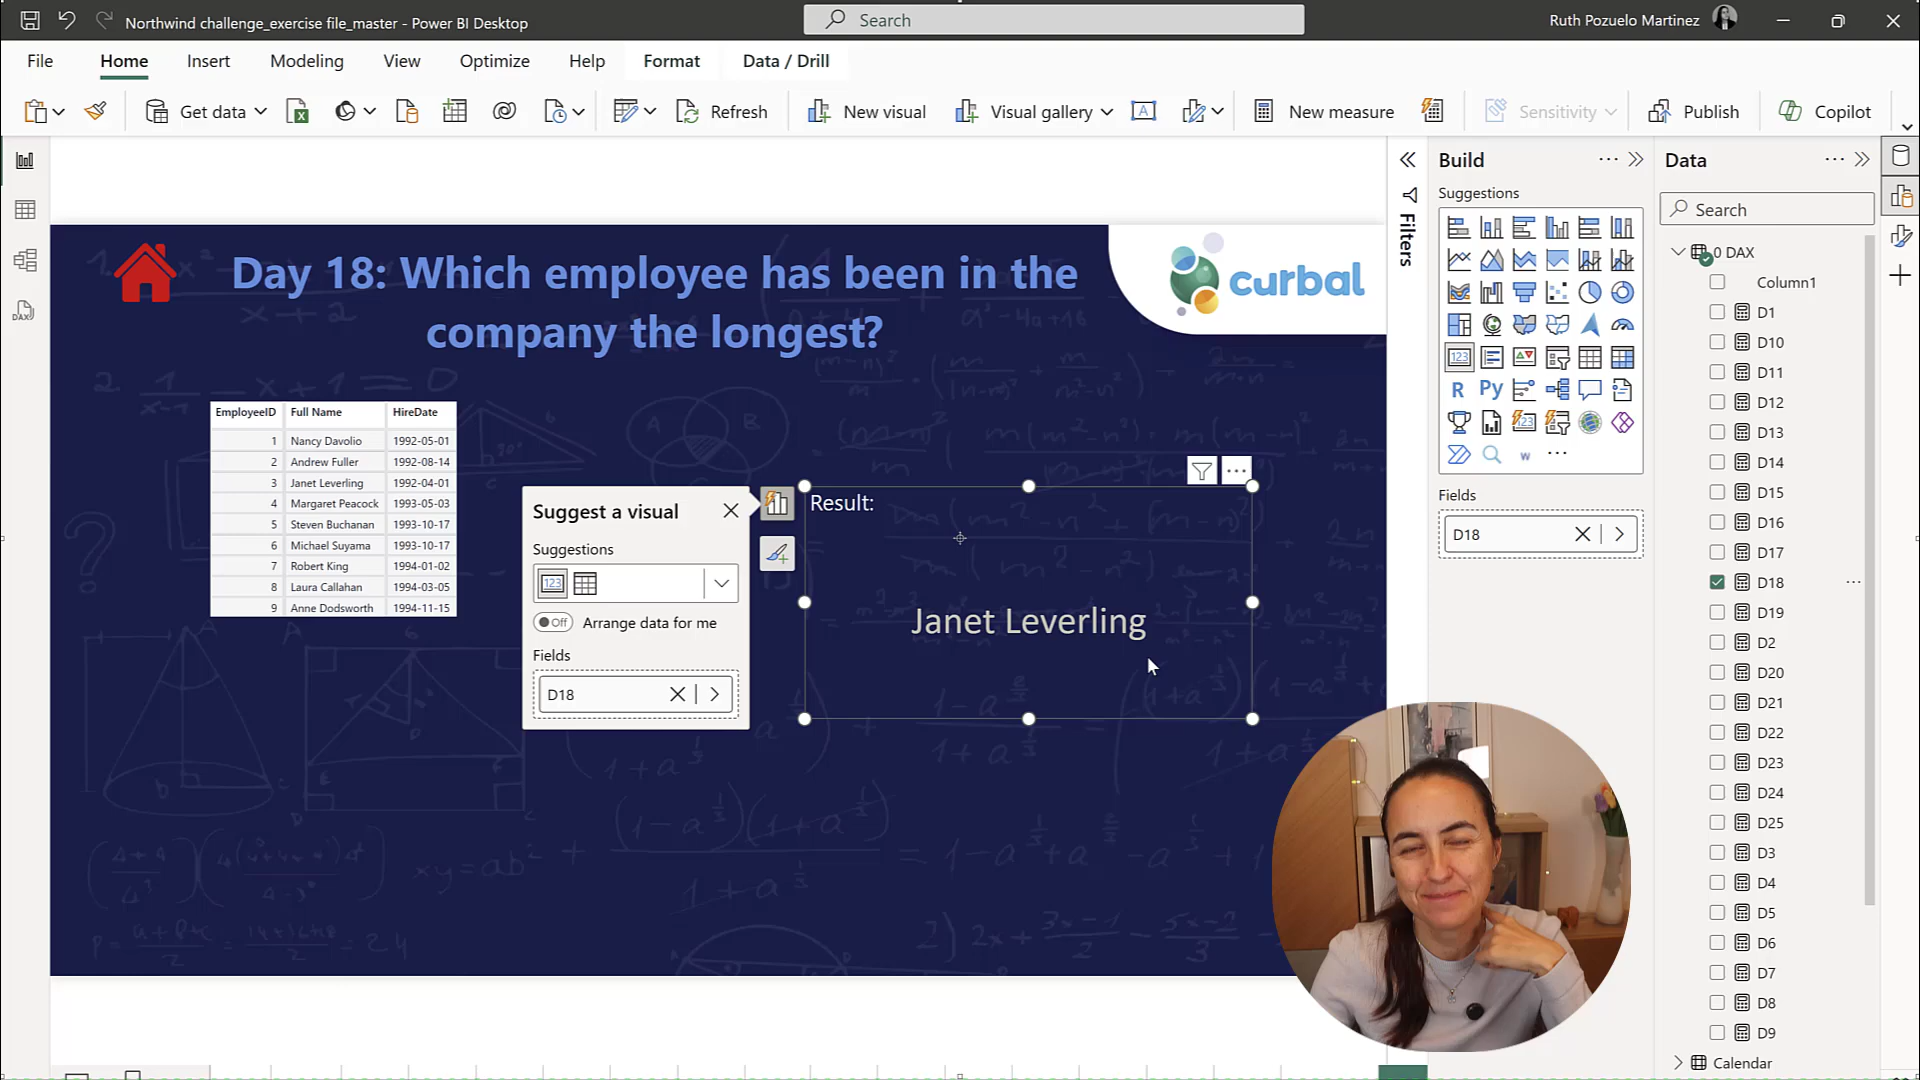 Northwind challenge_exercise file_master - Power BI Desktop
Search
Ruth Pozuelo Martinez
File
Home
Insert
Modeling
View
Optimize
Help
Format
Data / Drill
Get data
Refresh
New visual
Visual gallery
New measure
Sensitivity
Publish
Copilot
Day 18: Which employee has been in the
company the longest?
curbal
EmployeeID Full Name HireDate
1 Nancy Davolio 1992-05-01
2 Andrew Fuller 1992-08-14
3 Janet Leverling 1992-04-01
4 Margaret Peacock 1993-05-03
5 Steven Buchanan 1993-10-17
6 Michael Suyama 1993-10-17
7 Robert King 1994-01-02
8 Laura Callahan 1994-03-05
9 Anne Dodsworth 1994-11-15
Suggest a visual
Suggestions
123
Off Arrange data for me
Fields
D18
Result:
Janet Leverling
Filters
Build
Suggestions
123
R Py
Fields
D18
Data
Search
0 DAX
Column1
D1
D10
D11
D12
D13
D14
D15
D16
D17
D18
D19
D2
D20
D21
D22
D23
D24
D25
D3
D4
D5
D6
D7
D8
D9
Calendar